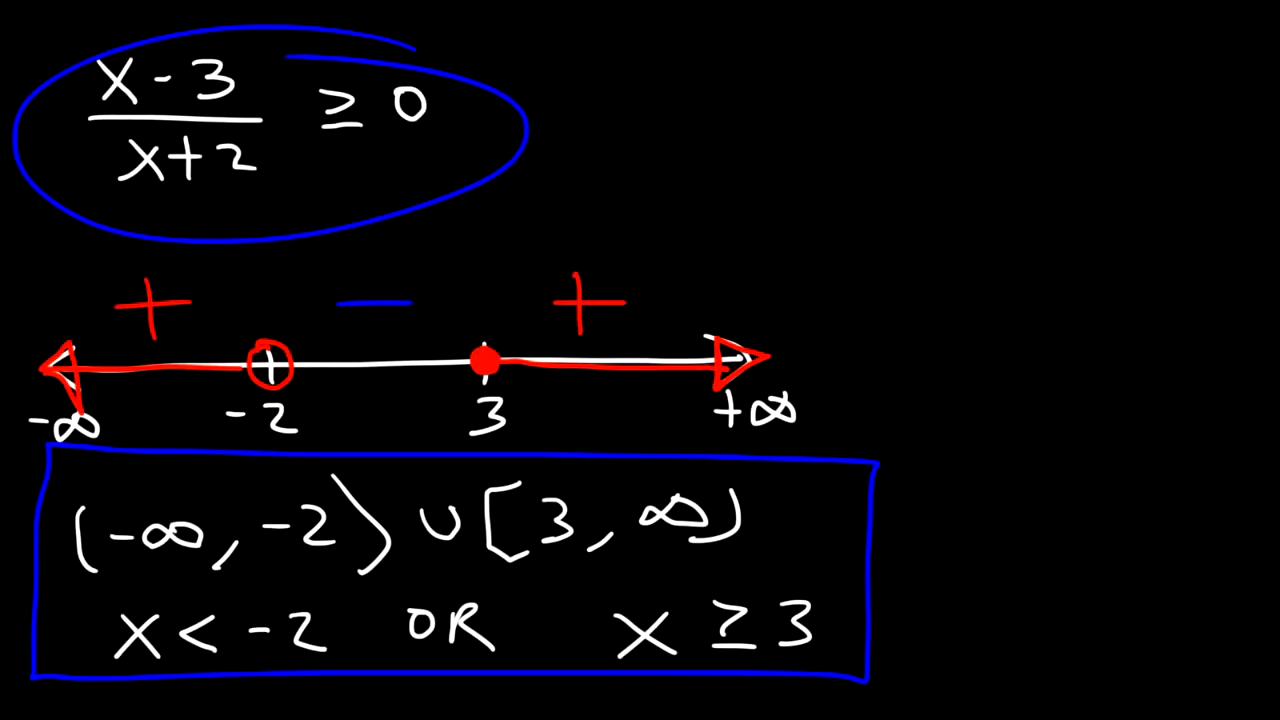 x - 3
x + 2
≥ 0
+ − +
-∞ -2 3 +∞
(-∞, -2) ∪ [3, ∞)
x < -2 OR x ≥ 3